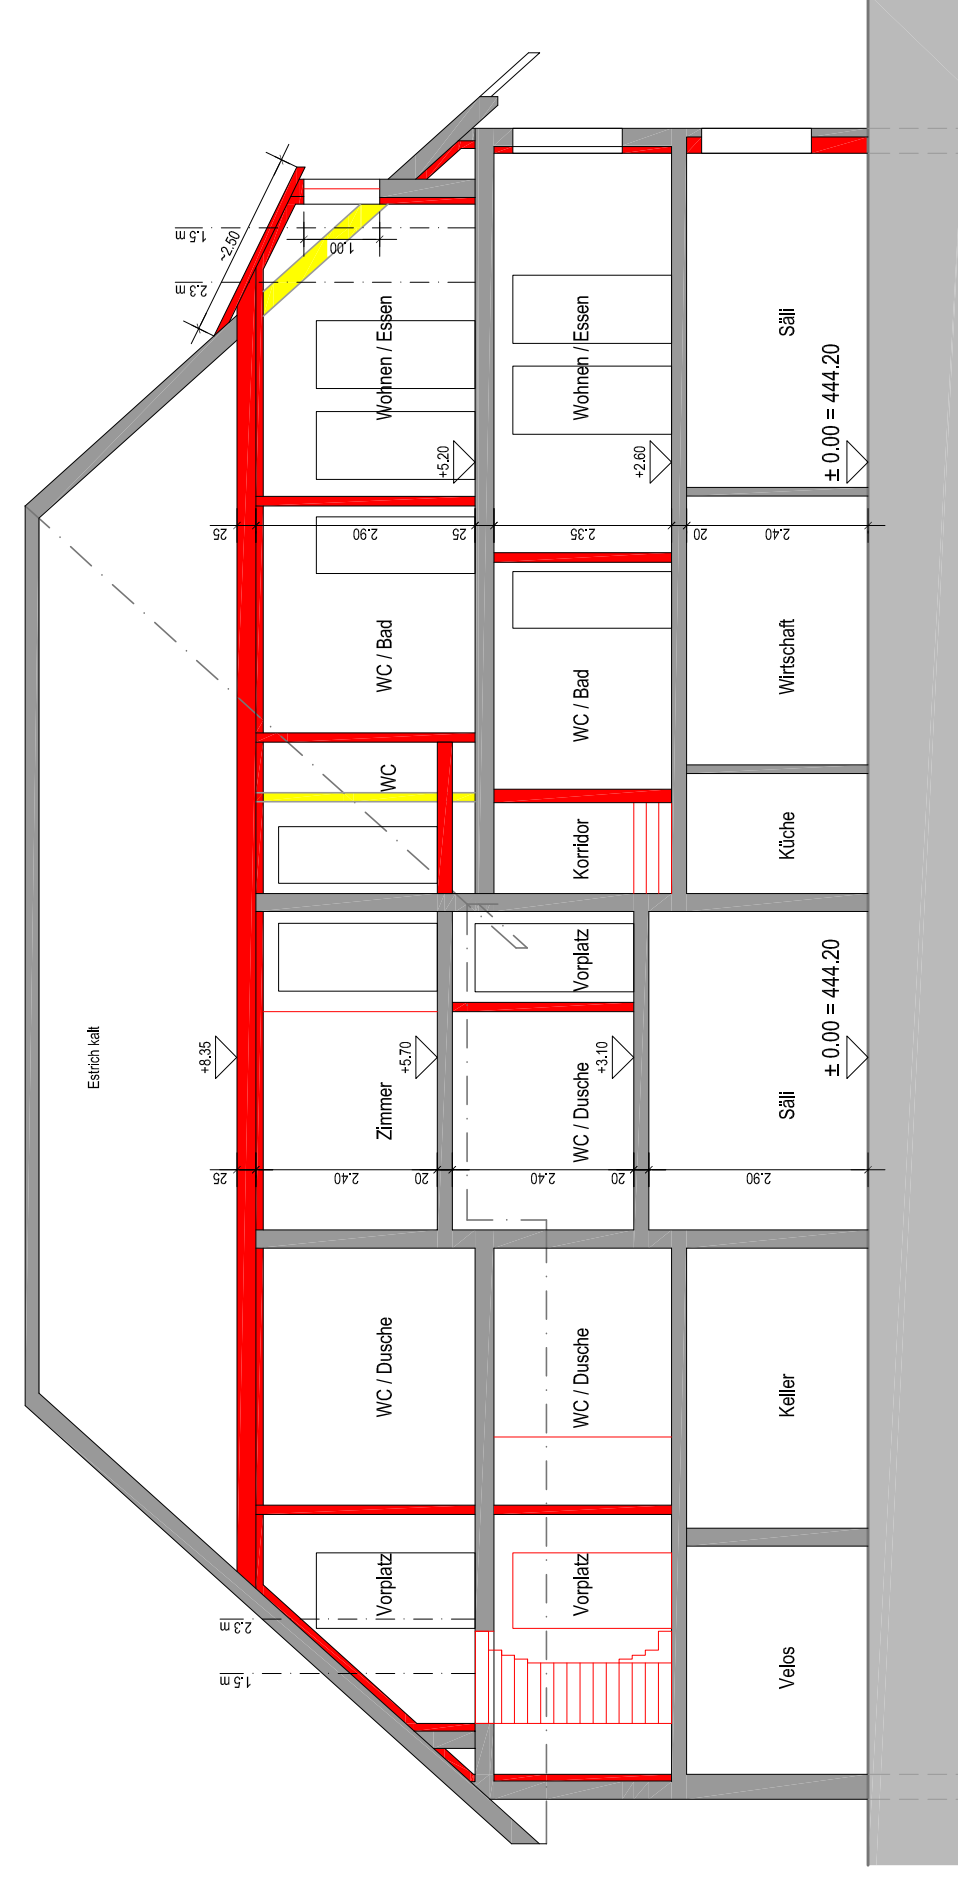 Estrich kalt
1.5 m
2.3 m
~2.50
1.00
Wohnen / Essen
WC / Bad
WC
Zimmer
WC / Dusche
Vorplatz
2.3 m
1.5 m
+8.35
+5.70
+5.20
25
2.90
25
25
2.40
20
Wohnen / Essen
WC / Bad
Korridor
Vorplatz
WC / Dusche
WC / Dusche
Vorplatz
+2.60
+3.10
2.35
20
2.40
20
Säli
Wirtschaft
Küche
Säli
Keller
Velos
2.40
2.90
± 0.00 = 444.20
± 0.00 = 444.20